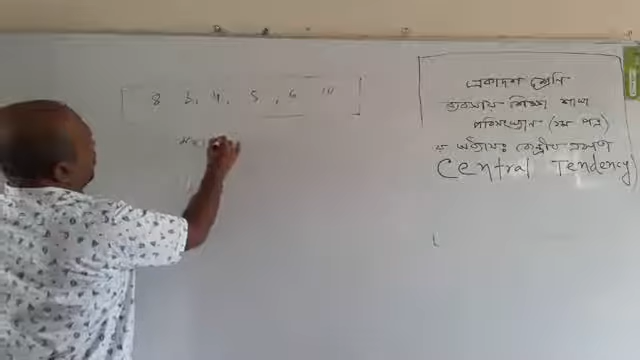 8 3, 4, 5, 6 10
একাদশ শ্রেণি
ব্যবসায় শিক্ষা শাখা
পরিসংখ্যান (১ম পত্র)
য় অধ্যায়ঃ কেন্দ্রীয় প্রবণতা
Central Tendency